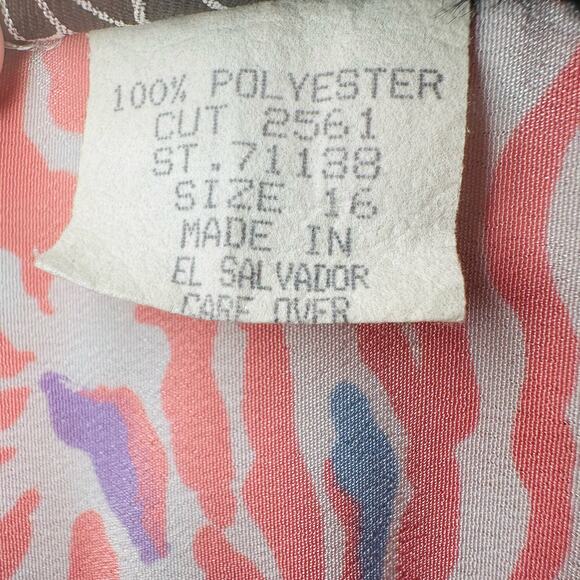 100% POLYESTER
CUT 2561
ST.71138
SIZE 16
MADE IN
EL SALVADOR
CARE OVER